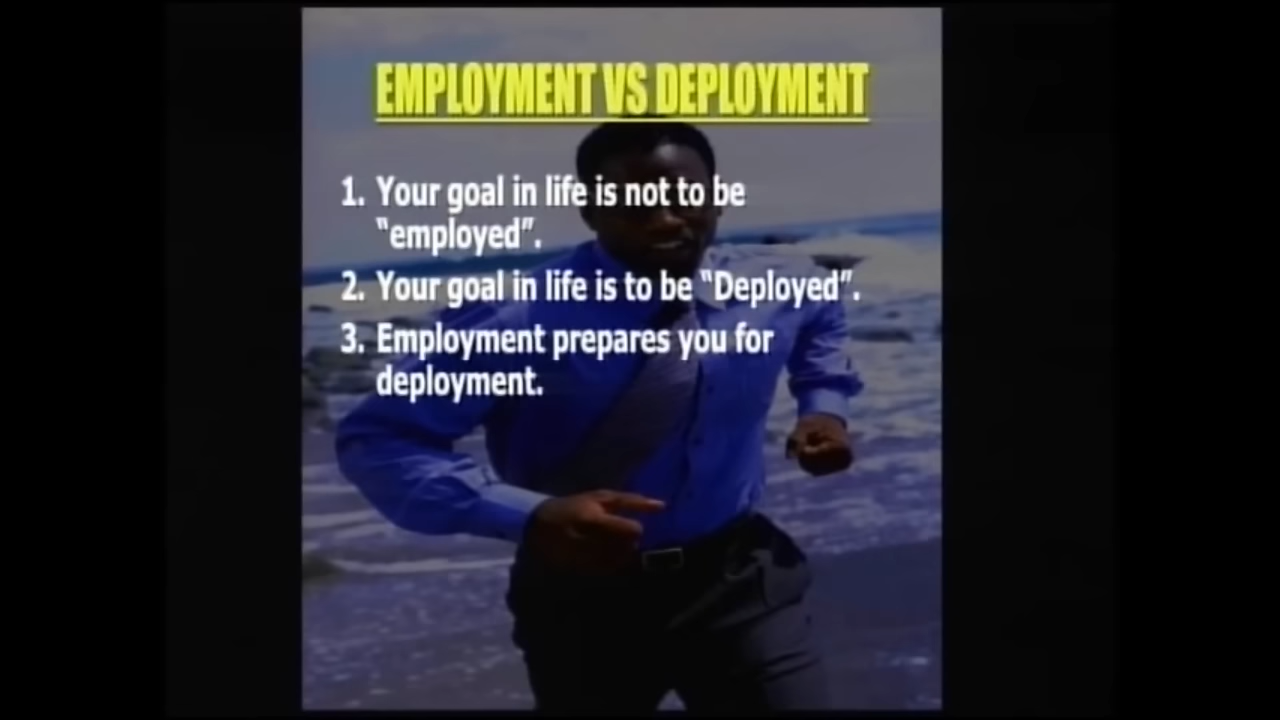 EMPLOYMENT VS DEPLOYMENT
1. Your goal in life is not to be
“employed”.
2. Your goal in life is to be “Deployed”.
3. Employment prepares you for
deployment.